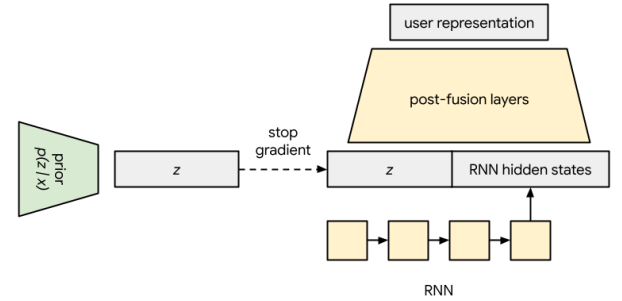 user representation
post-fusion layers
prior
p(z | x)
z
stop
gradient
z
RNN hidden states
RNN